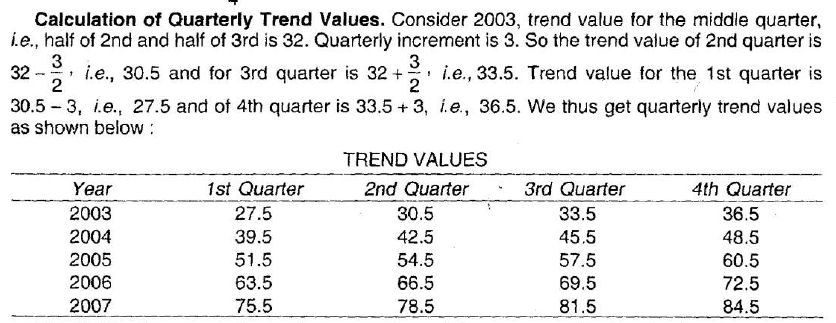 Calculation of Quarterly Trend Values. Consider 2003, trend value for the middle quarter,
i.e., half of 2nd and half of 3rd is 32. Quarterly increment is 3. So the trend value of 2nd quarter is
32 – 3/2, i.e., 30.5 and for 3rd quarter is 32 + 3/2, i.e., 33.5. Trend value for the 1st quarter is
30.5 – 3, i.e., 27.5 and of 4th quarter is 33.5 + 3, i.e., 36.5. We thus get quarterly trend values
as shown below :
TREND VALUES
Year 1st Quarter 2nd Quarter 3rd Quarter 4th Quarter
2003 27.5 30.5 33.5 36.5
2004 39.5 42.5 45.5 48.5
2005 51.5 54.5 57.5 60.5
2006 63.5 66.5 69.5 72.5
2007 75.5 78.5 81.5 84.5